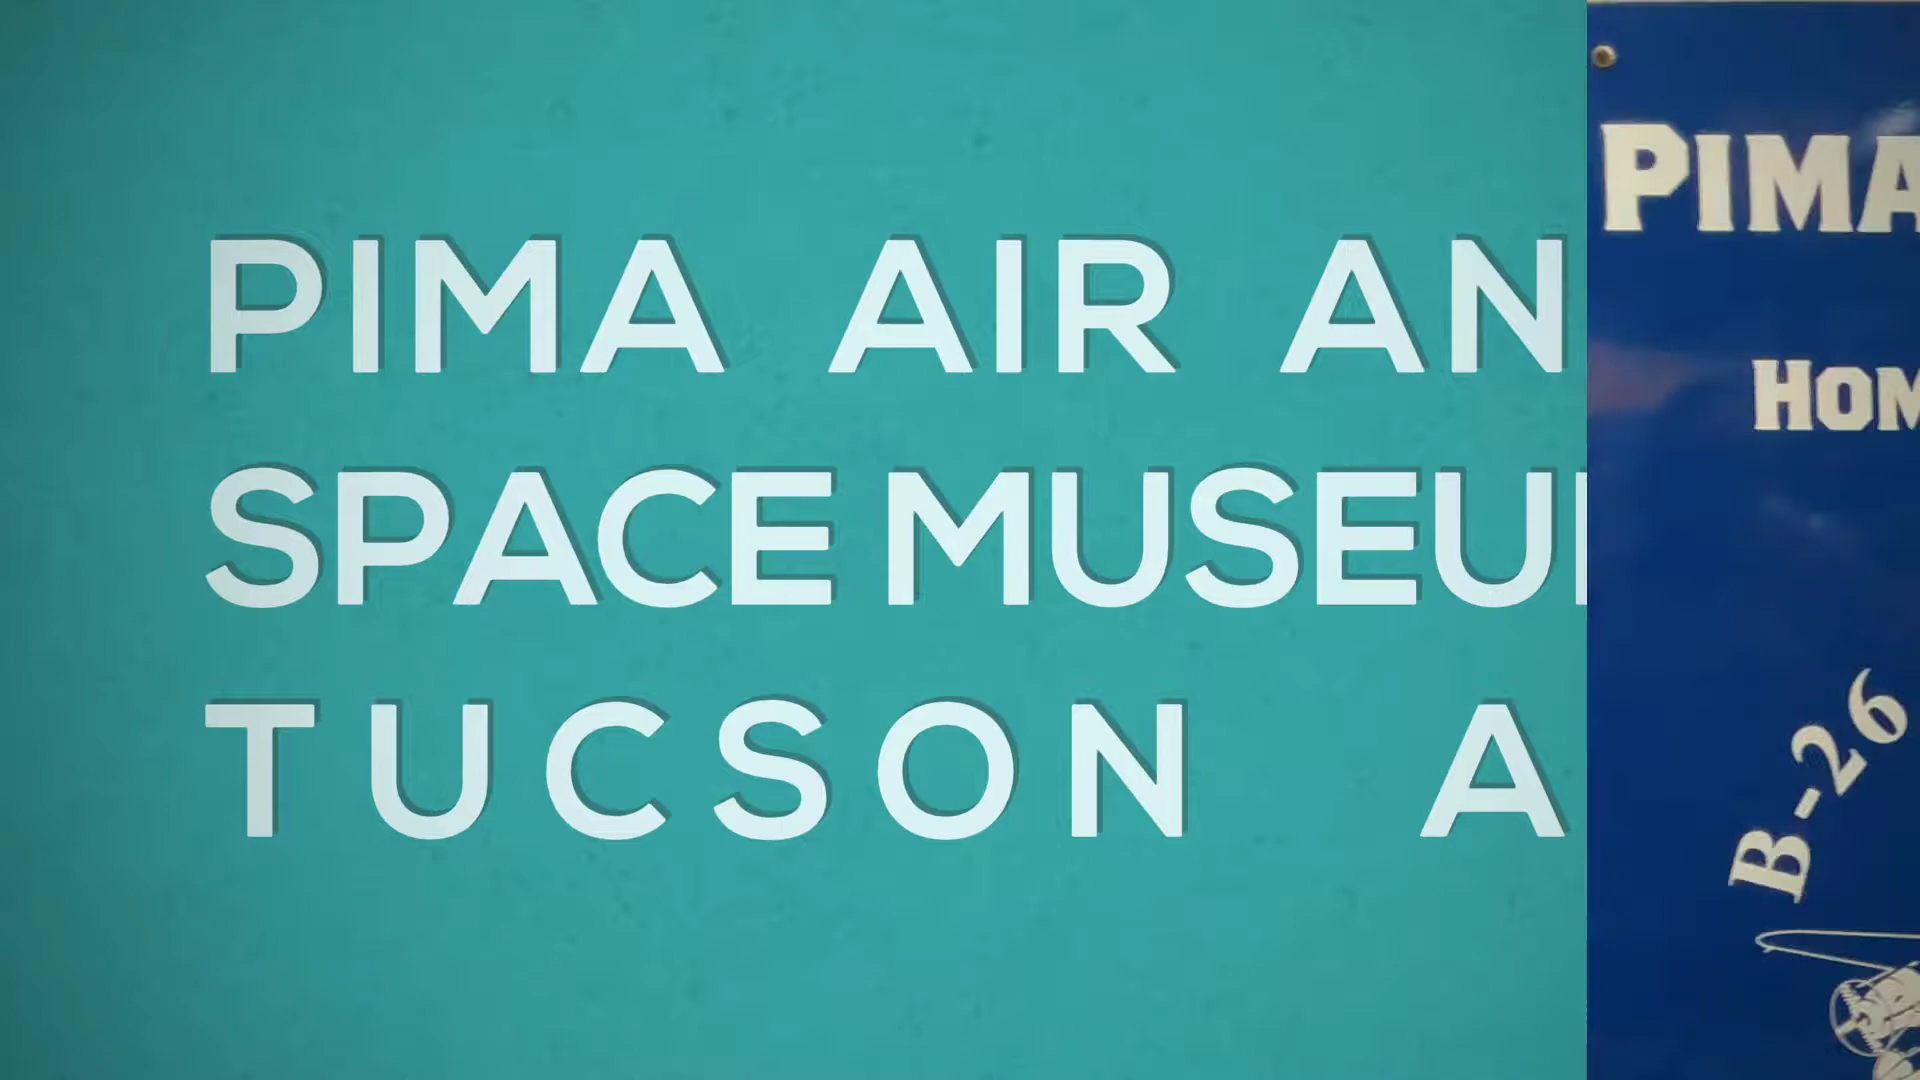 PIMA AIR AN
SPACE MUSEU
TUCSON A
PIMA
HOM
B-26